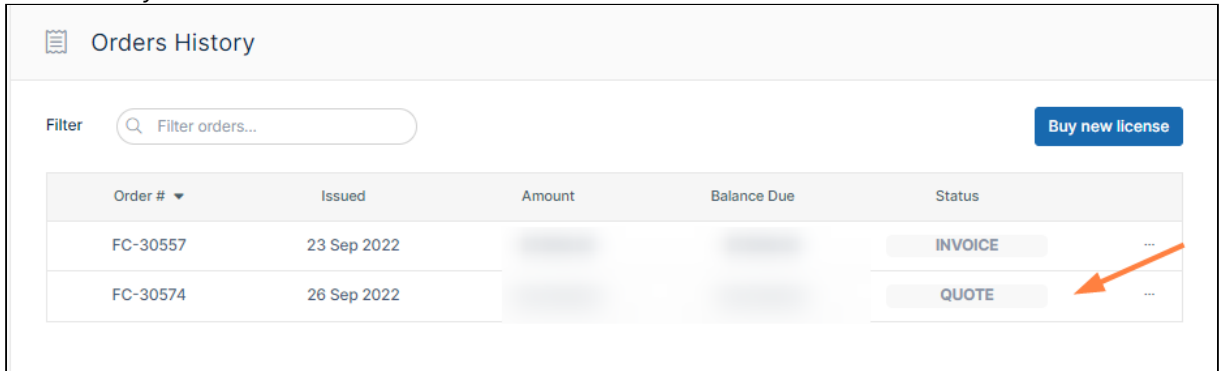 Orders History
Filter Filter orders... Buy new license
Order # Issued Amount Balance Due Status
FC-30557 23 Sep 2022 INVOICE ...
FC-30574 26 Sep 2022 QUOTE ...